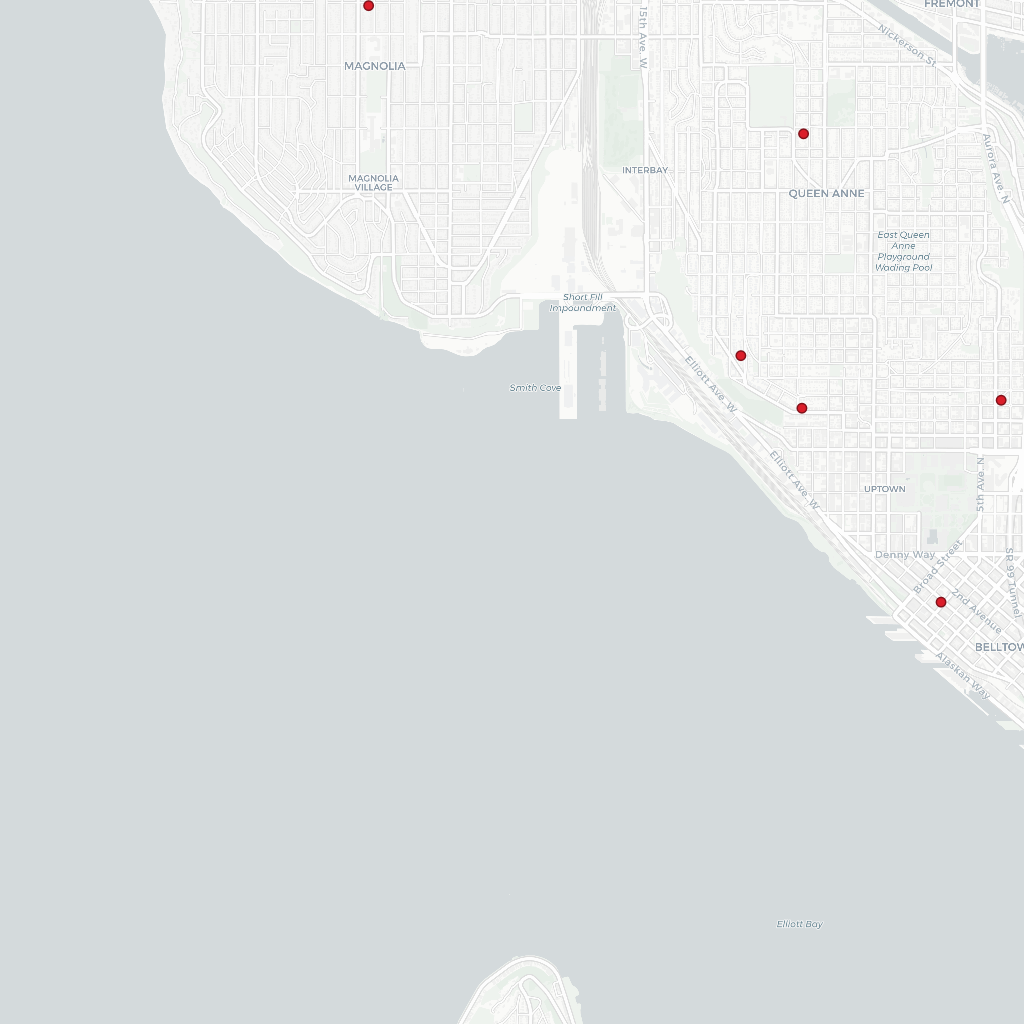 FREMONT
Nickerson St
15th Ave. W
MAGNOLIA
Aurora Ave. N
INTERBAY
MAGNOLIA
VILLAGE
QUEEN ANNE
East Queen
Anne
Playground
Wading Pool
Short Fill
Impoundment
Smith Cove
Elliott Ave. W
Elliott Ave. W
5th Ave. N
UPTOWN
Denny Way
Broad Street
SR 99 Tunnel
2nd Avenue
BELLTOW
Alaskan Way
Elliott Bay